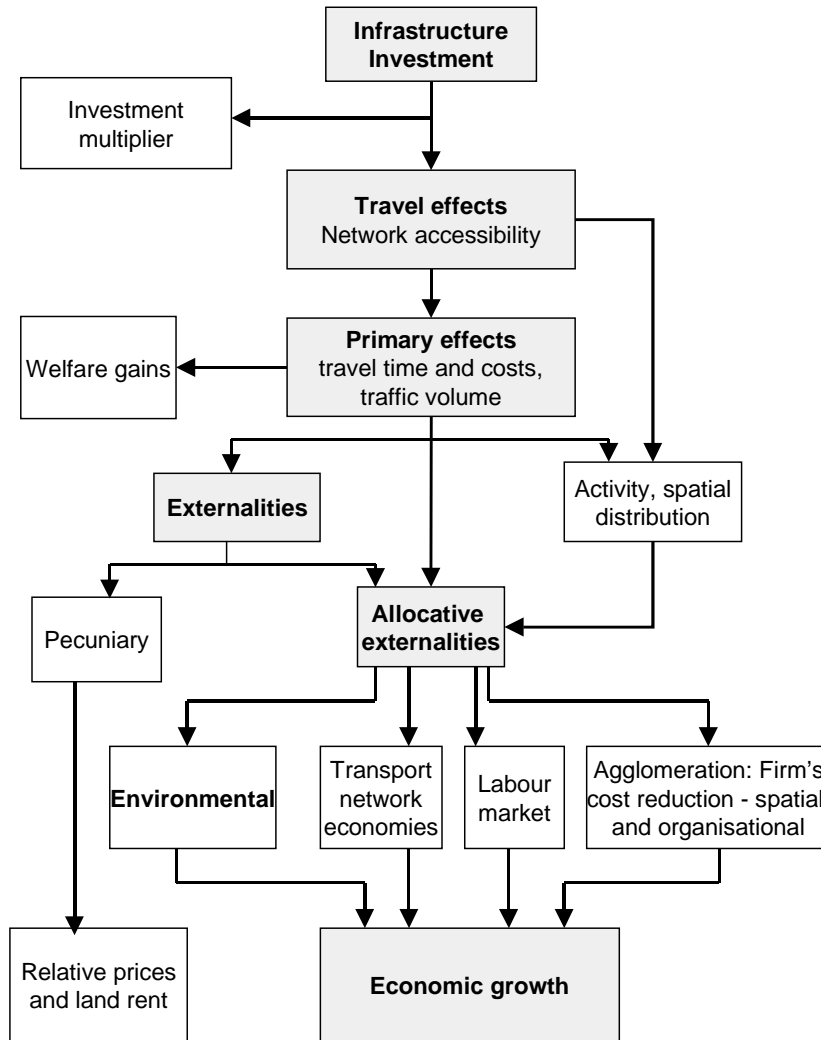 Infrastructure
Investment
Investment
multiplier
Travel effects
Network accessibility
Primary effects
travel time and costs,
traffic volume
Welfare gains
Externalities
Activity, spatial
distribution
Pecuniary
Allocative
externalities
Environmental
Transport
network
economies
Labour
market
Agglomeration: Firm's
cost reduction - spatial
and organisational
Relative prices
and land rent
Economic growth